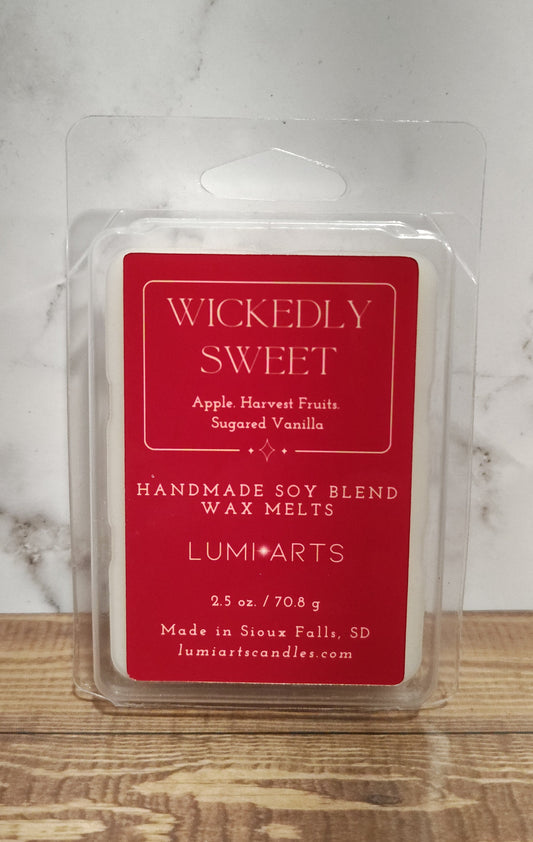 WICKEDLY
SWEET
Apple. Harvest Fruits.
Sugared Vanilla
HANDMADE SOY BLEND
WAX MELTS
LUMI ARTS
2.5 oz. / 70.8 g
Made in Sioux Falls, SD
lumiartscandles.com